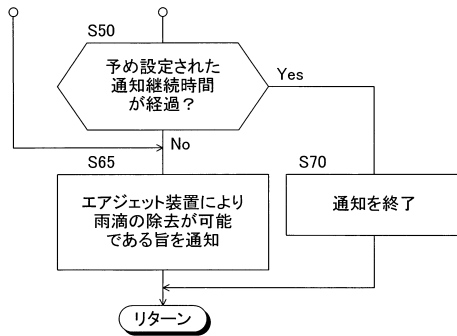 S50
予め設定された
通知継続時間
が経過？
Yes
No
S65
S70
エアジェット装置により
雨滴の除去が可能
である旨を通知
通知を終了
リターン